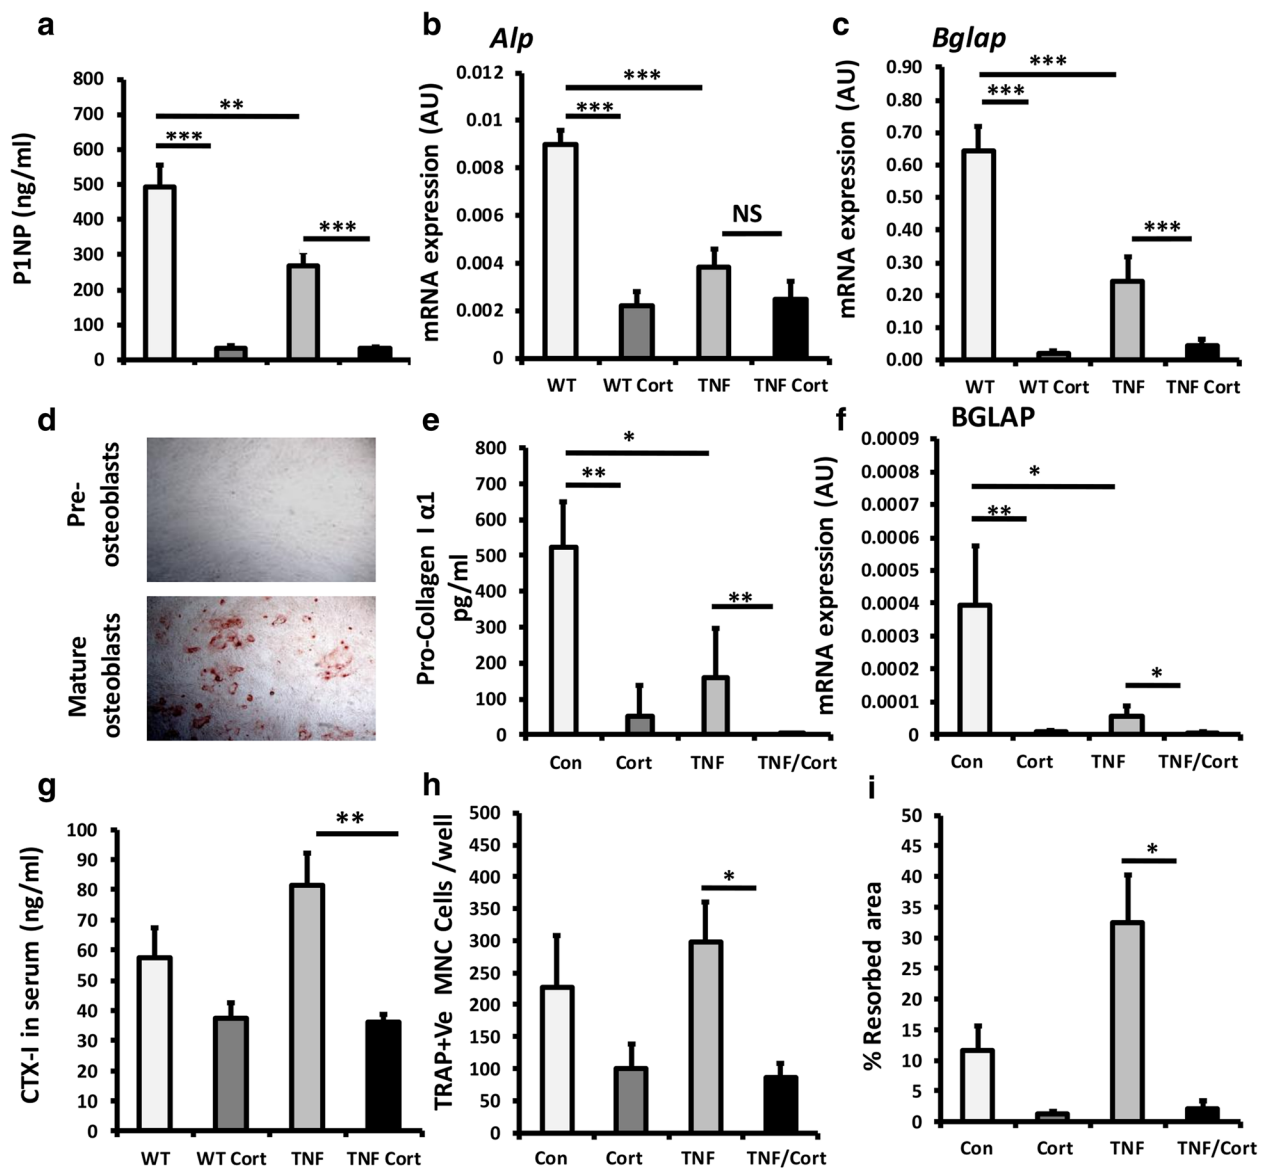 a
P1NP (ng/ml)
800
700
600
500
400
300
200
100
0
**
***
***
b
Alp
mRNA expression (AU)
0.012
0.01
0.008
0.006
0.004
0.002
0
***
***
NS
WT
WT Cort
TNF
TNF Cort
c
Bglap
mRNA expression (AU)
0.90
0.80
0.70
0.60
0.50
0.40
0.30
0.20
0.10
0.00
***
***
***
WT
WT Cort
TNF
TNF Cort
d
Pre-
osteoblasts
Mature
osteoblasts
e
Pro-Collagen I α1
pg/ml
800
700
600
500
400
300
200
100
0
*
**
**
Con
Cort
TNF
TNF/Cort
f
BGLAP
mRNA expression (AU)
0.0009
0.0008
0.0007
0.0006
0.0005
0.0004
0.0003
0.0002
0.0001
0
*
**
*
Con
Cort
TNF
TNF/Cort
g
CTX-I in serum (ng/ml)
100
90
80
70
60
50
40
30
20
10
0
**
WT
WT Cort
TNF
TNF Cort
h
TRAP+Ve MNC Cells /well
500
450
400
350
300
250
200
150
100
50
0
*
Con
Cort
TNF
TNF/Cort
i
% Resorbed area
50
45
40
35
30
25
20
15
10
5
0
*
Con
Cort
TNF
TNF/Cort